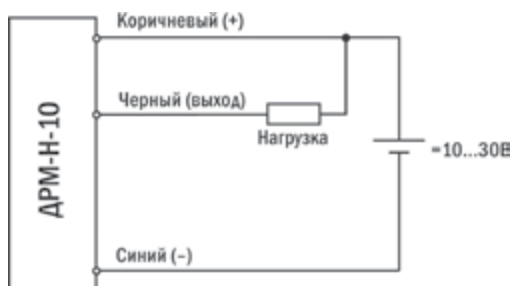 Коричневый (+)
ДРМ-Н-10
Черный (выход)
Нагрузка
=10...30В
Синий (–)